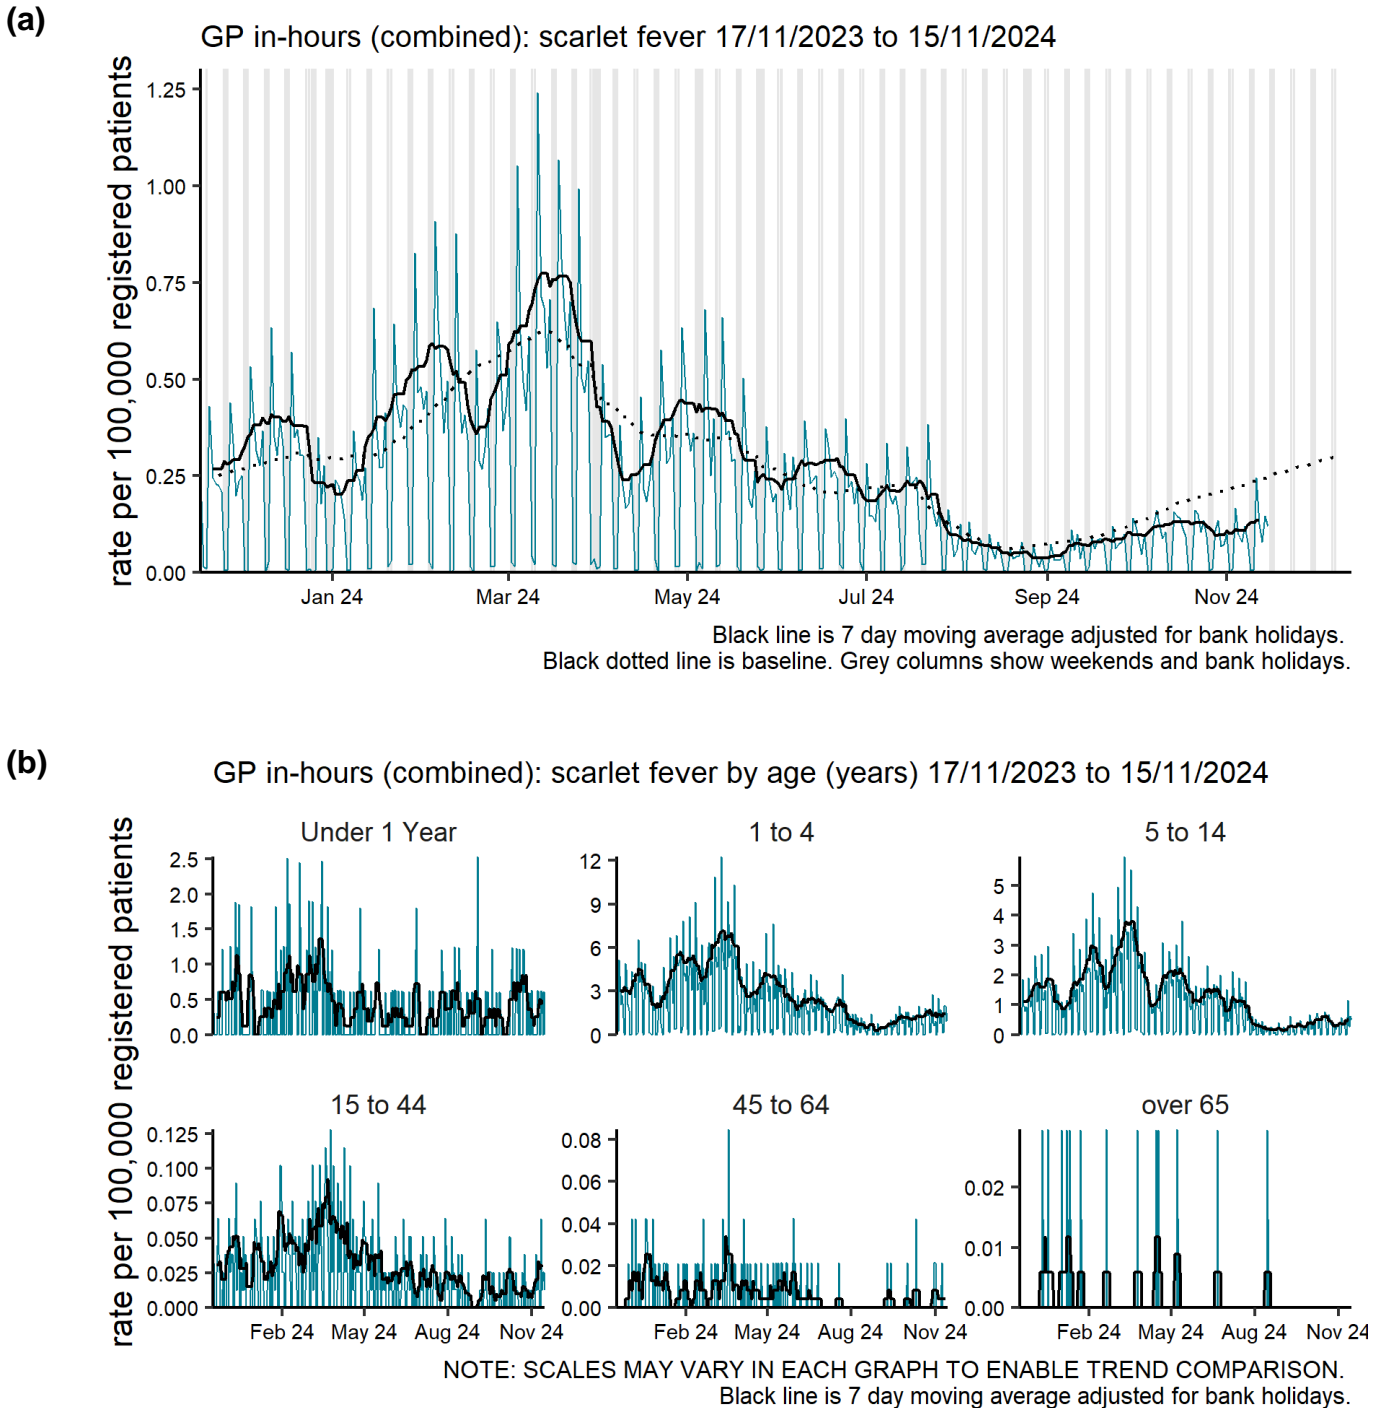 (a)
GP in-hours (combined): scarlet fever 17/11/2023 to 15/11/2024
rate per 100,000 registered patients
1.25
1.00
0.75
0.50
0.25
0.00
Jan 24 Mar 24 May 24 Jul 24 Sep 24 Nov 24
Black line is 7 day moving average adjusted for bank holidays.
Black dotted line is baseline. Grey columns show weekends and bank holidays.
(b)
GP in-hours (combined): scarlet fever by age (years) 17/11/2023 to 15/11/2024
rate per 100,000 registered patients
Under 1 Year
2.5
2.0
1.5
1.0
0.5
0.0
1 to 4
12
9
6
3
0
5 to 14
5
4
3
2
1
0
15 to 44
0.125
0.100
0.075
0.050
0.025
0.000
Feb 24 May 24 Aug 24 Nov 24
45 to 64
0.08
0.06
0.04
0.02
0.00
Feb 24 May 24 Aug 24 Nov 24
over 65
0.02
0.01
0.00
Feb 24 May 24 Aug 24 Nov 24
NOTE: SCALES MAY VARY IN EACH GRAPH TO ENABLE TREND COMPARISON.
Black line is 7 day moving average adjusted for bank holidays.